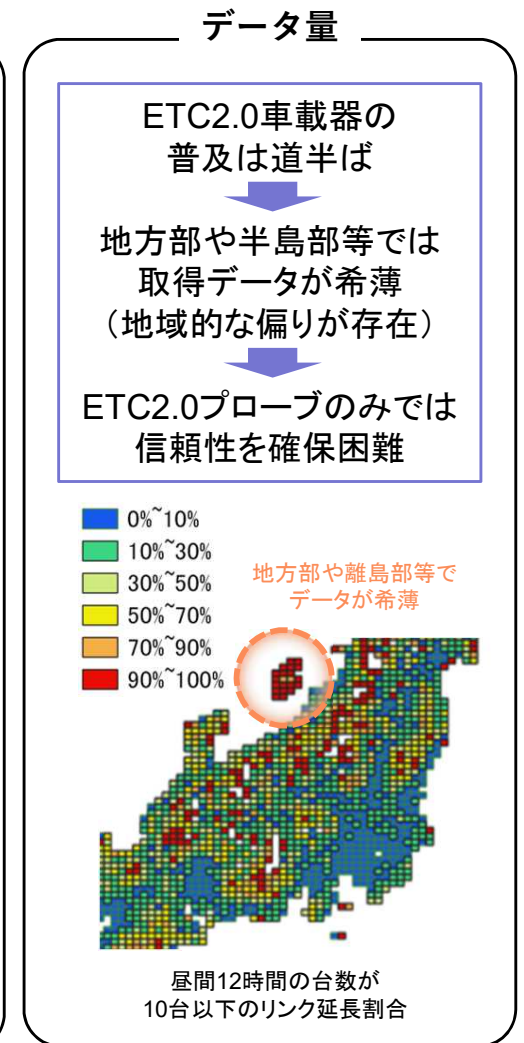 データ量
ETC2.0車載器の
普及は道半ば
地方部や半島部等では
取得データが希薄
（地域的な偏りが存在）
ETC2.0プローブのみでは
信頼性を確保困難
0%~10%
10%~30%
30%~50%
50%~70%
70%~90%
90%~100%
地方部や離島部等で
データが希薄
昼間12時間の台数が
10台以下のリンク延長割合